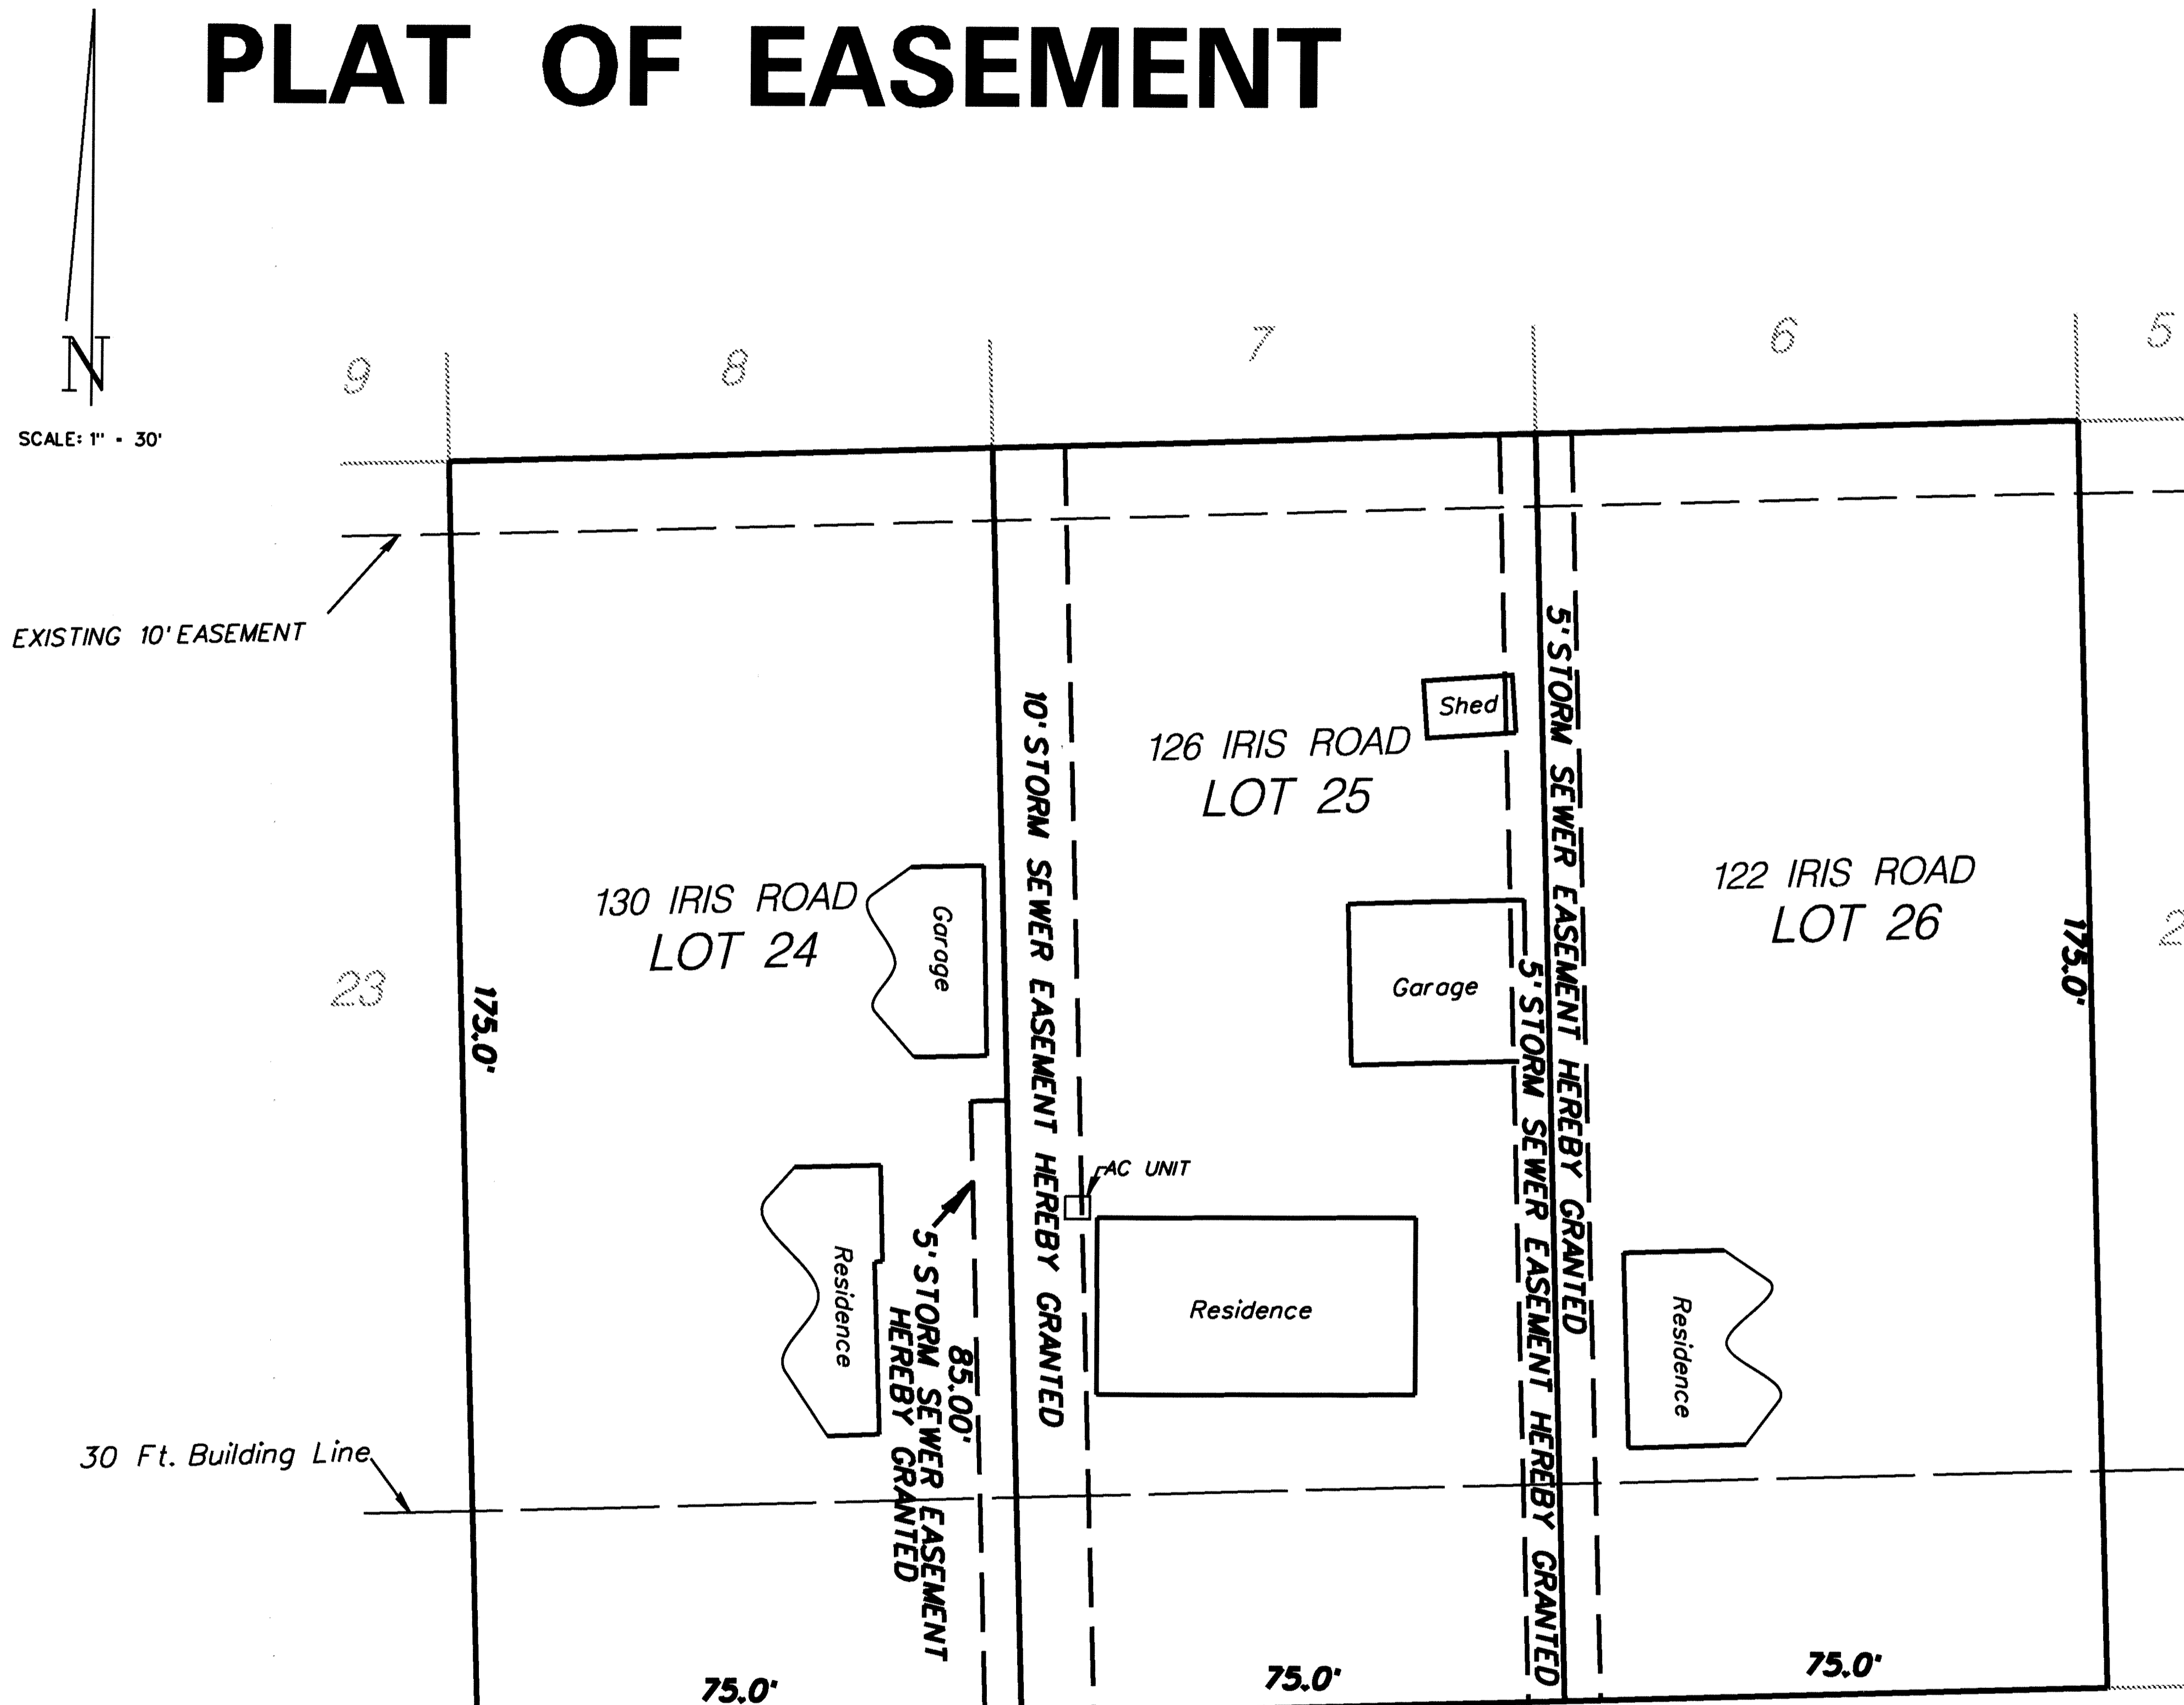 PLAT OF EASEMENT
N
SCALE: 1" = 30'
9
8
7
6
5
EXISTING 10' EASEMENT
Shed
126 IRIS ROAD
LOT 25
130 IRIS ROAD
LOT 24
122 IRIS ROAD
LOT 26
23
175.0'
Garage
10' STORM SEWER EASEMENT HEREBY GRANTED
Garage
5' STORM SEWER EASEMENT HEREBY GRANTED
5' STORM SEWER EASEMENT HEREBY GRANTED
175.0'
AC UNIT
Residence
5' STORM SEWER EASEMENT
HEREBY GRANTED
85.00'
Residence
Residence
30 Ft. Building Line
75.0'
75.0'
75.0'